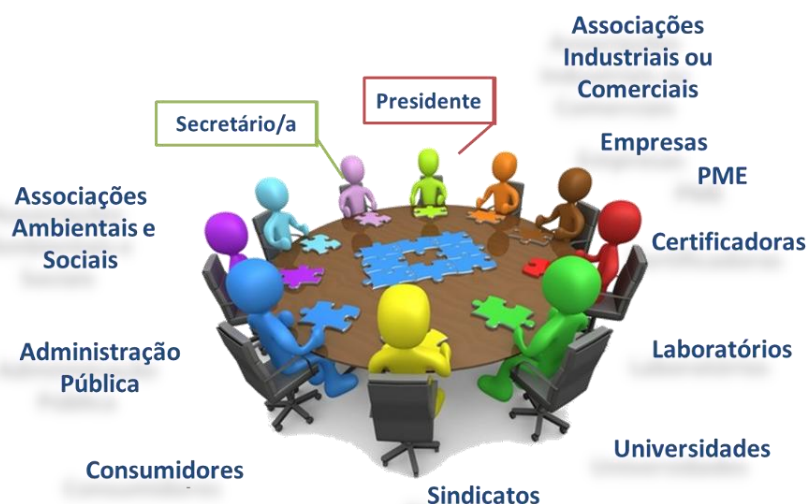 Associações
Industriais ou
Comerciais
Presidente
Secretário/a
Empresas
PME
Associações
Ambientais e
Sociais
Certificadoras
Administração
Pública
Laboratórios
Universidades
Consumidores
Sindicatos